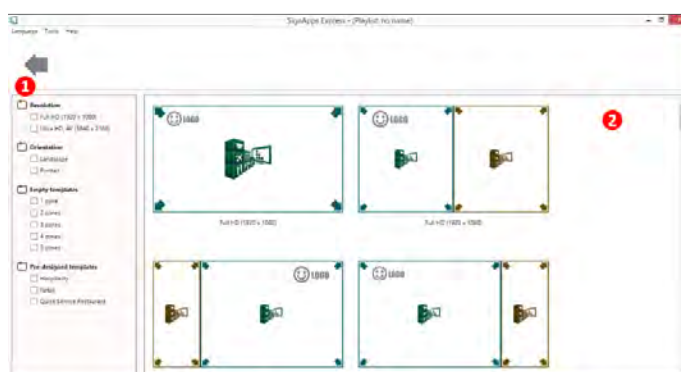 SignApps Express - (Playlist: no name)
Language Tools Help
1
Resolution
Full HD (1920 x 1080)
Ultra HD, 4K (3840 x 2160)
Orientation
Landscape
Portrait
Empty templates
1 zone
2 zones
3 zones
4 zones
5 zones
Pre-designed templates
Hospitality
Retail
Quick Service Restaurant
LOGO
LOGO
2
Full HD (1920 x 1080)
Full HD (1920 x 1080)
LOGO
LOGO